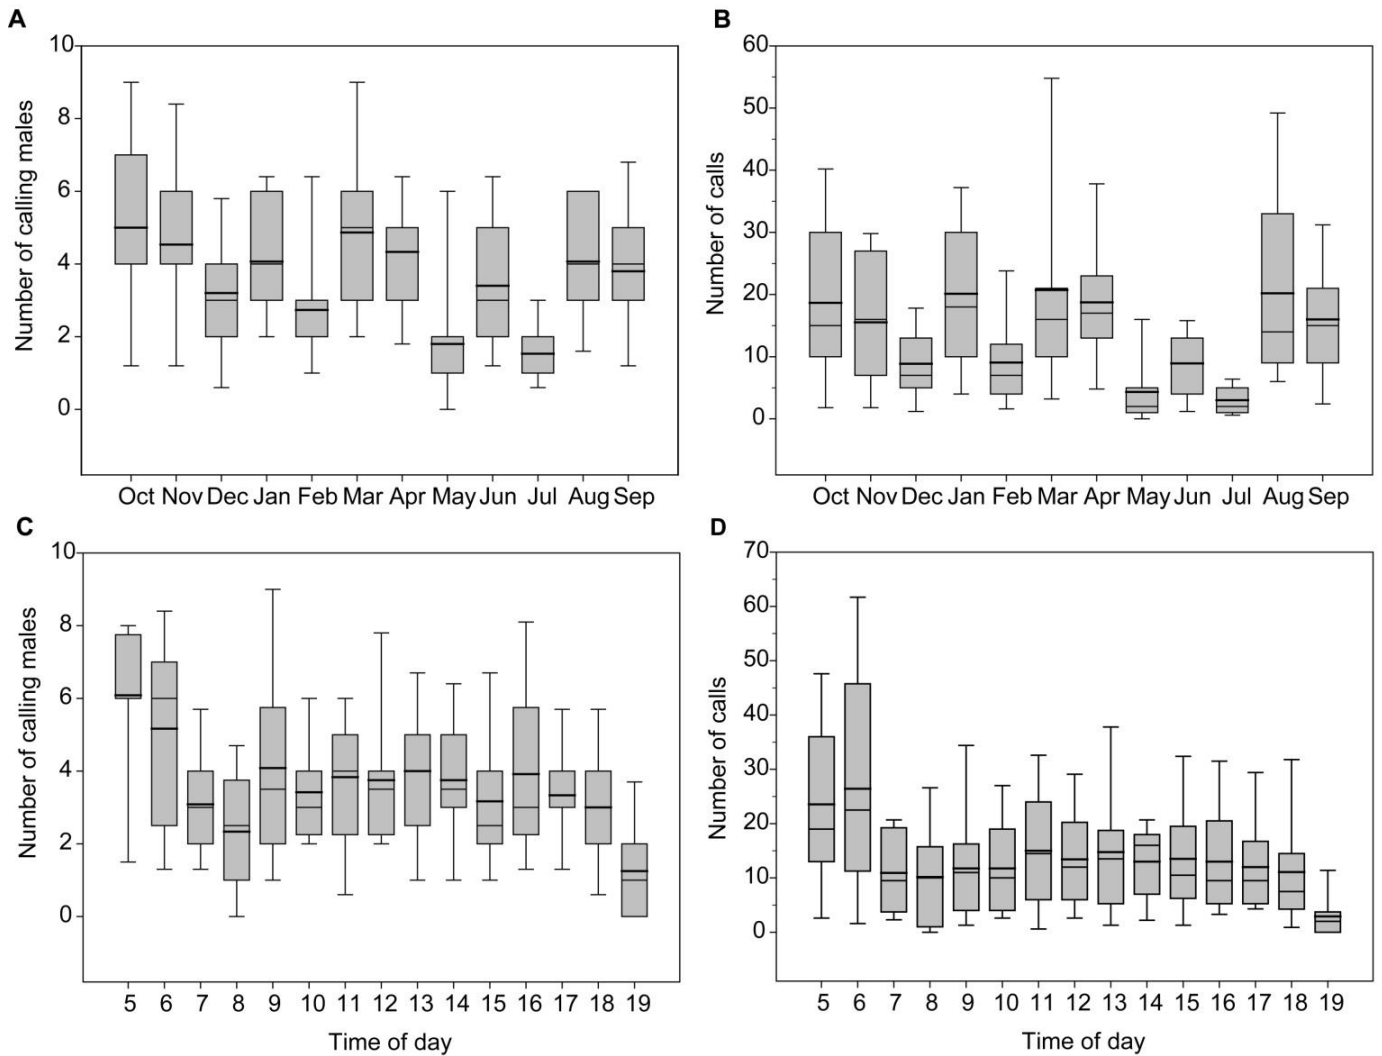 A
10
8
6
4
2
0
Number of calling males
Oct Nov Dec Jan Feb Mar Apr May Jun Jul Aug Sep
B
60
50
40
30
20
10
0
Number of calls
Oct Nov Dec Jan Feb Mar Apr May Jun Jul Aug Sep
C
10
8
6
4
2
0
Number of calling males
5 6 7 8 9 10 11 12 13 14 15 16 17 18 19
Time of day
D
70
60
50
40
30
20
10
0
Number of calls
5 6 7 8 9 10 11 12 13 14 15 16 17 18 19
Time of day